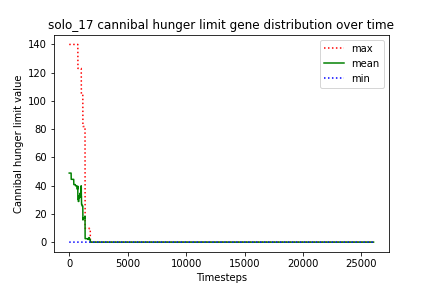 solo_17 cannibal hunger limit gene distribution over time
140
120
100
80
60
40
20
0
Cannibal hunger limit value
max
mean
min
0
5000
10000
15000
20000
25000
Timesteps